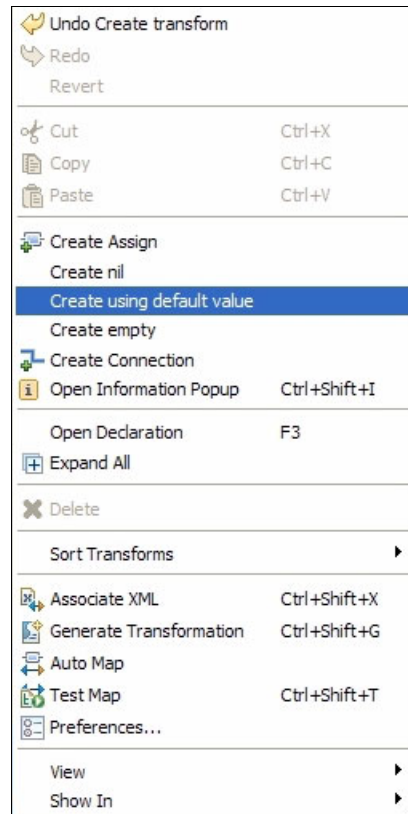 Undo Create transform
Redo
Revert
Cut Ctrl+X
Copy Ctrl+C
Paste Ctrl+V
Create Assign
Create nil
Create using default value
Create empty
Create Connection
Open Information Popup Ctrl+Shift+I
Open Declaration F3
Expand All
Delete
Sort Transforms
Associate XML Ctrl+Shift+X
Generate Transformation Ctrl+Shift+G
Auto Map
Test Map Ctrl+Shift+T
Preferences...
View
Show In